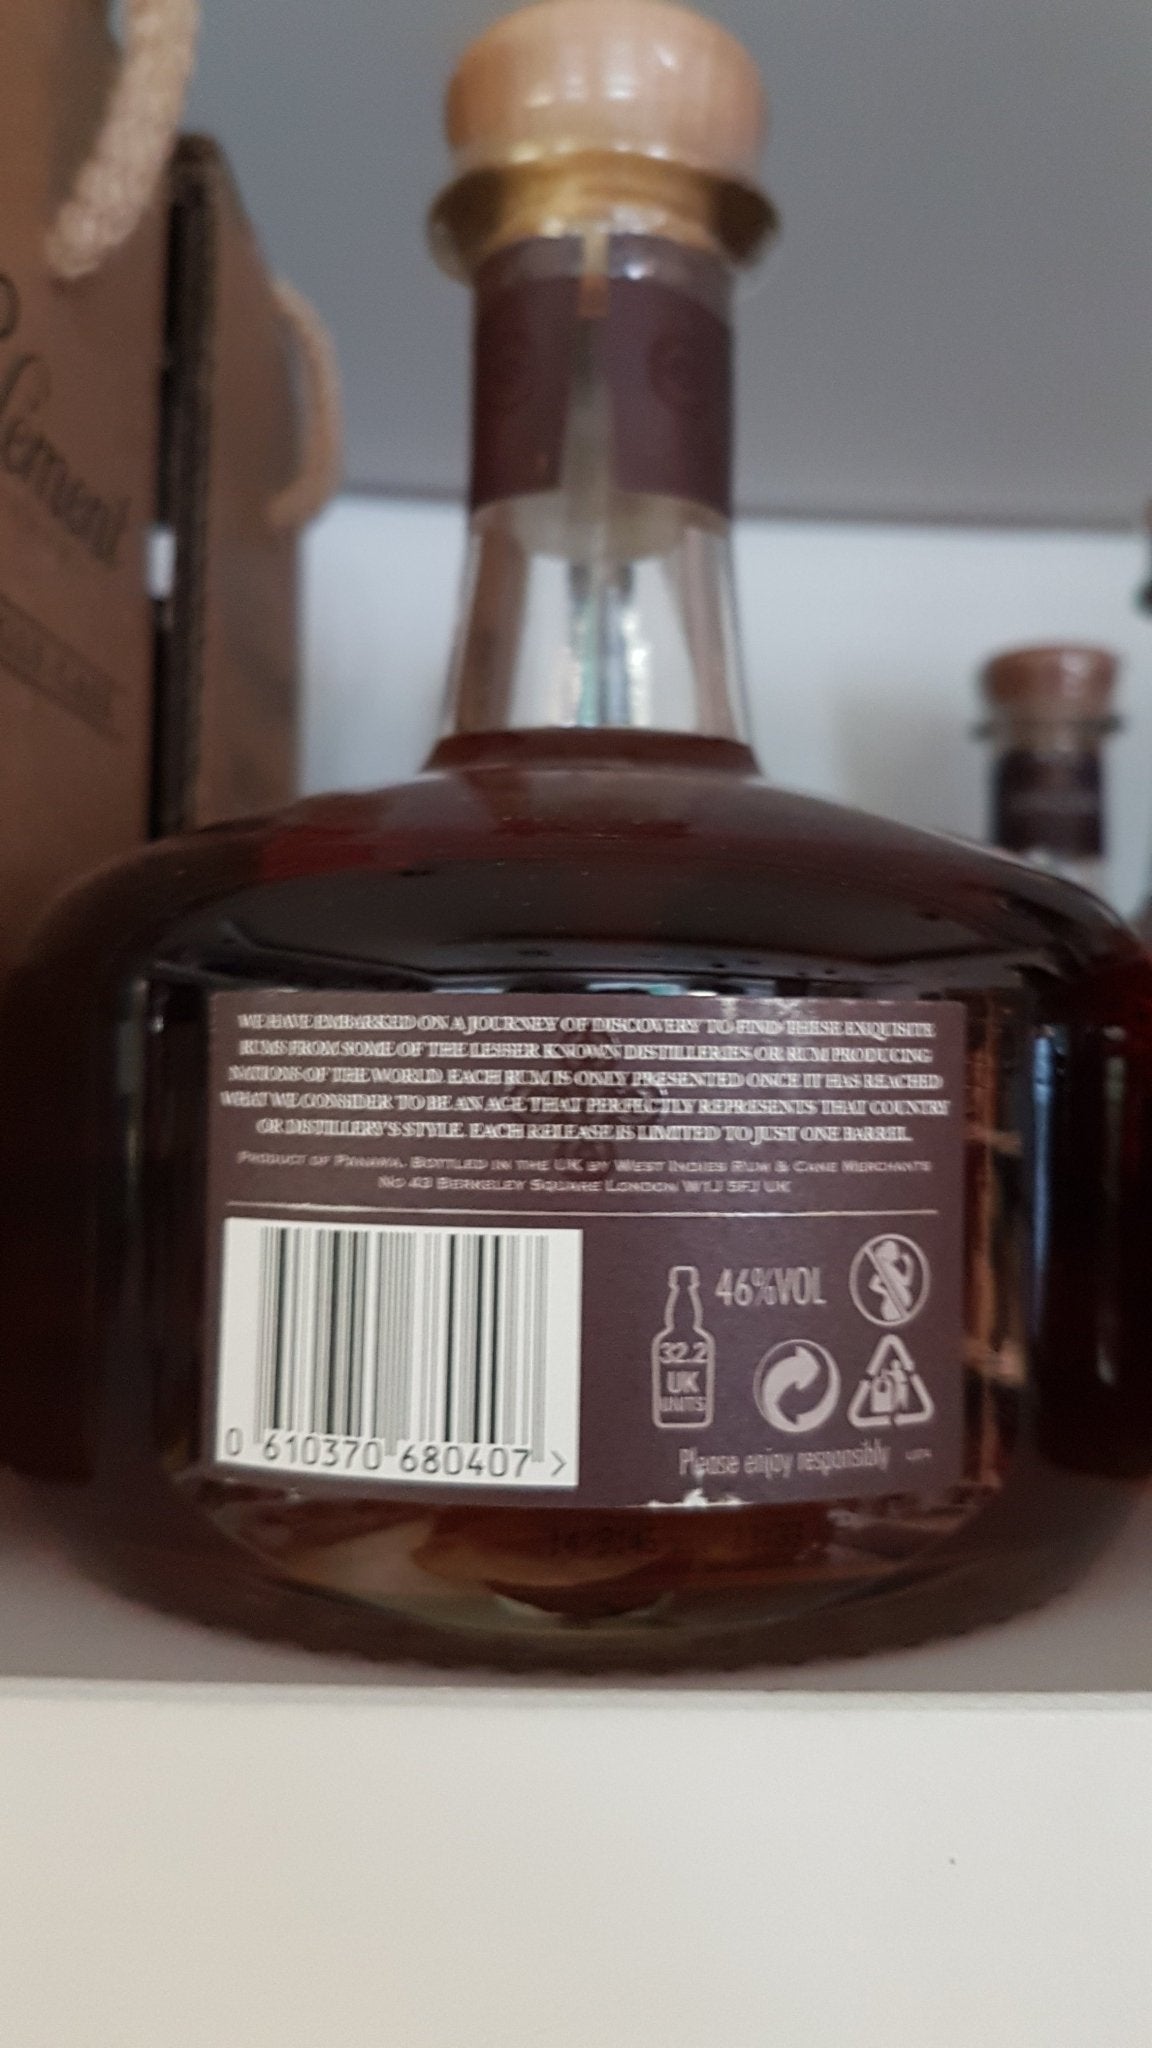 WE HAVE EMBARKED ON A JOURNEY OF DISCOVERY TO FIND THESE EXQUISITE
RUMS FROM SOME OF THE LESSER KNOWN DISTILLERIES OR RUM PRODUCING
NATIONS OF THE WORLD. EACH RUM IS ONLY PRESENTED ONCE IT HAS REACHED
WHAT WE CONSIDER TO BE AN AGE THAT PERFECTLY REPRESENTS THAT COUNTRY
OR DISTILLERY'S STYLE. EACH RELEASE IS LIMITED TO JUST ONE BARREL.
PRODUCT OF PANAMA. BOTTLED IN THE UK BY WEST INDIES RUM & CANE MERCHANTS
NO 43 BERKELEY SQUARE LONDON W1J 5FJ UK
46%VOL
32.2
UK
UNITS
0 610370 680407 >
Please enjoy responsibly